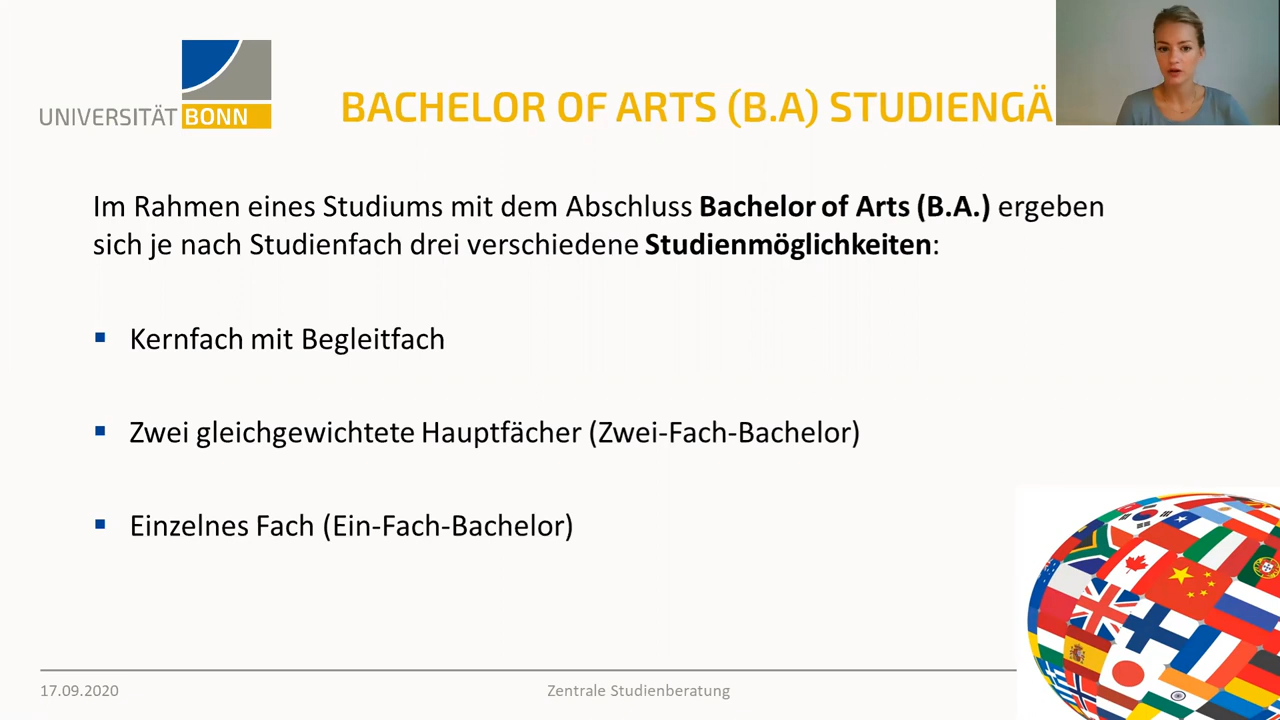 UNIVERSITÄT BONN
BACHELOR OF ARTS (B.A) STUDIENGÄ
Im Rahmen eines Studiums mit dem Abschluss Bachelor of Arts (B.A.) ergeben
sich je nach Studienfach drei verschiedene Studienmöglichkeiten:
▪ Kernfach mit Begleitfach
▪ Zwei gleichgewichtete Hauptfächer (Zwei-Fach-Bachelor)
▪ Einzelnes Fach (Ein-Fach-Bachelor)
17.09.2020
Zentrale Studienberatung